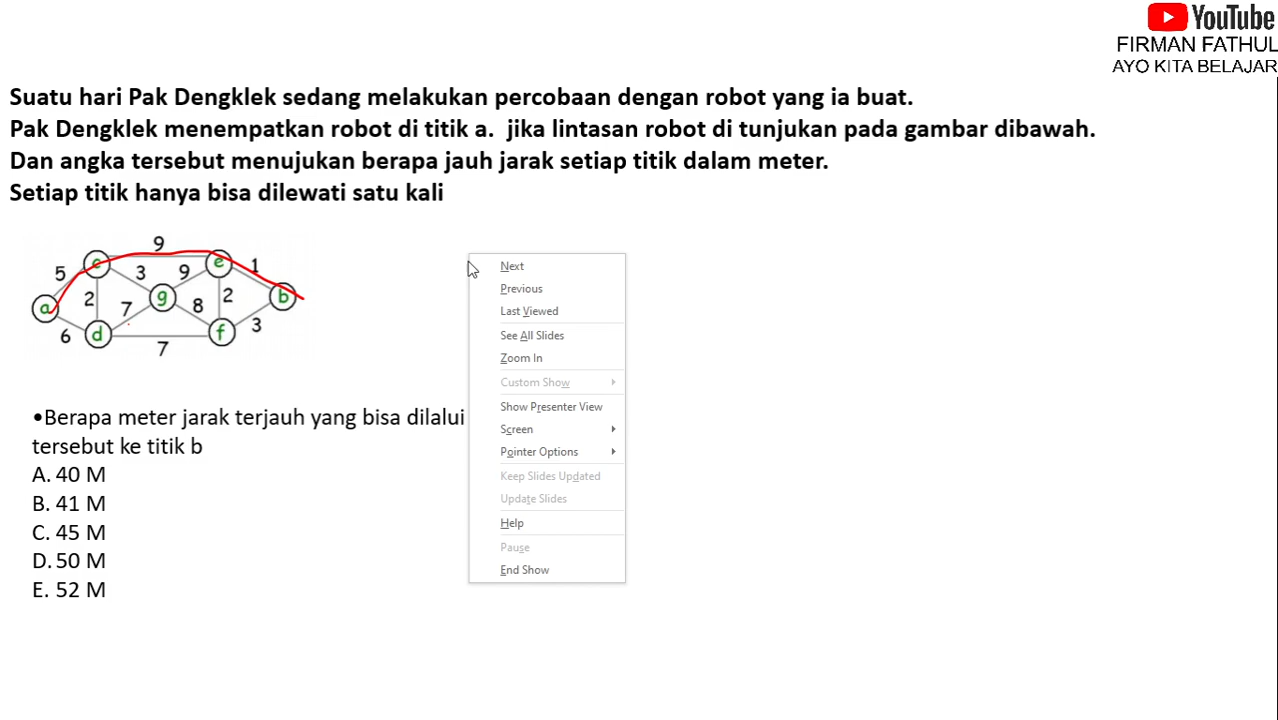 YouTube
FIRMAN FATHUL
AYO KITA BELAJAR
Suatu hari Pak Dengklek sedang melakukan percobaan dengan robot yang ia buat.
Pak Dengklek menempatkan robot di titik a. jika lintasan robot di tunjukan pada gambar dibawah.
Dan angka tersebut menujukan berapa jauh jarak setiap titik dalam meter.
Setiap titik hanya bisa dilewati satu kali
9
c e
5 3 9 1
a 2 g 2 b
7 8
6 d f 3
7
•Berapa meter jarak terjauh yang bisa dilalui
tersebut ke titik b
A. 40 M
B. 41 M
C. 45 M
D. 50 M
E. 52 M
Next
Previous
Last Viewed
See All Slides
Zoom In
Custom Show
Show Presenter View
Screen
Pointer Options
Keep Slides Updated
Update Slides
Help
Pause
End Show